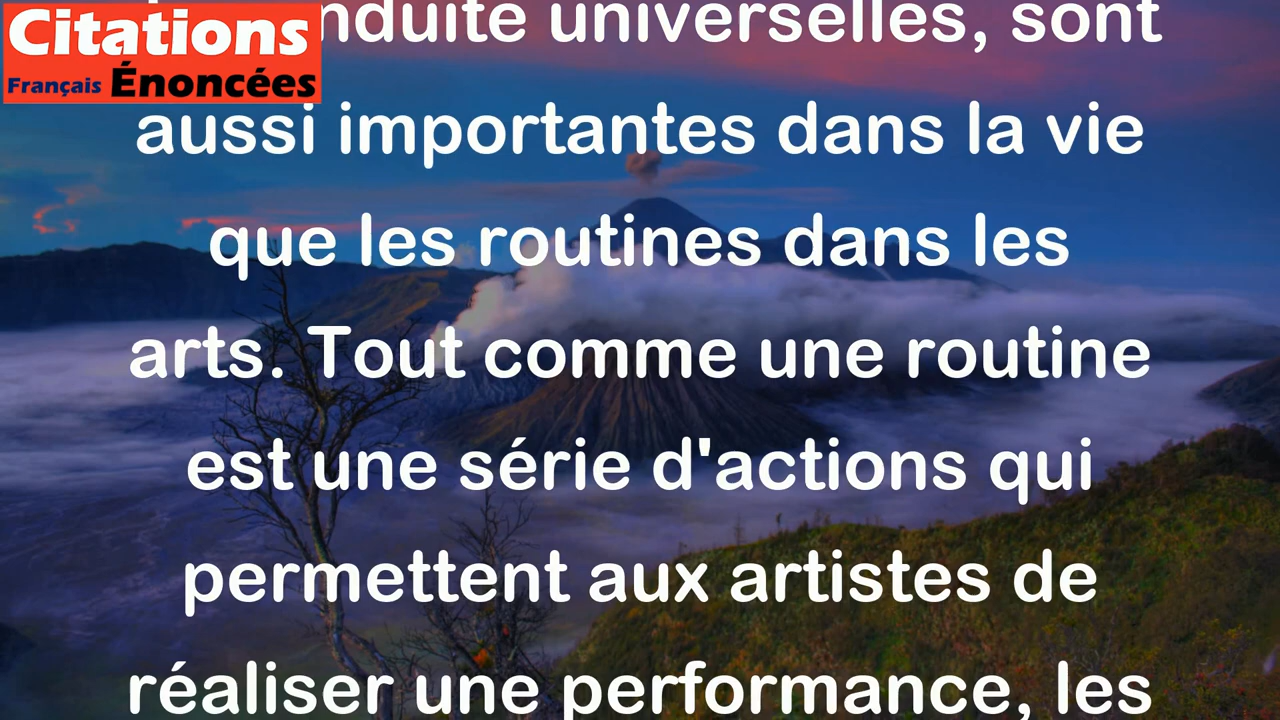 Citations
Français Énoncées
conduite universelles, sont
aussi importantes dans la vie
que les routines dans les
arts. Tout comme une routine
est une série d'actions qui
permettent aux artistes de
réaliser une performance, les